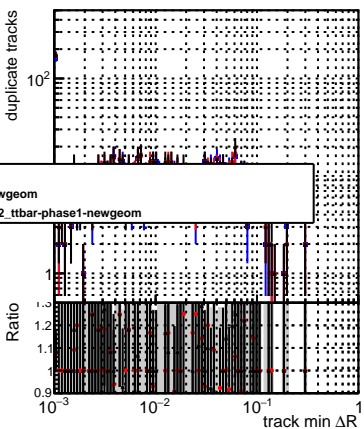 duplicate tracks
10²
wgeom
2_ttbar-phase1-newgeom
1
Ratio
1.3
1.2
1.1
1
0.9
10⁻³
10⁻²
10⁻¹
1
track min ΔR